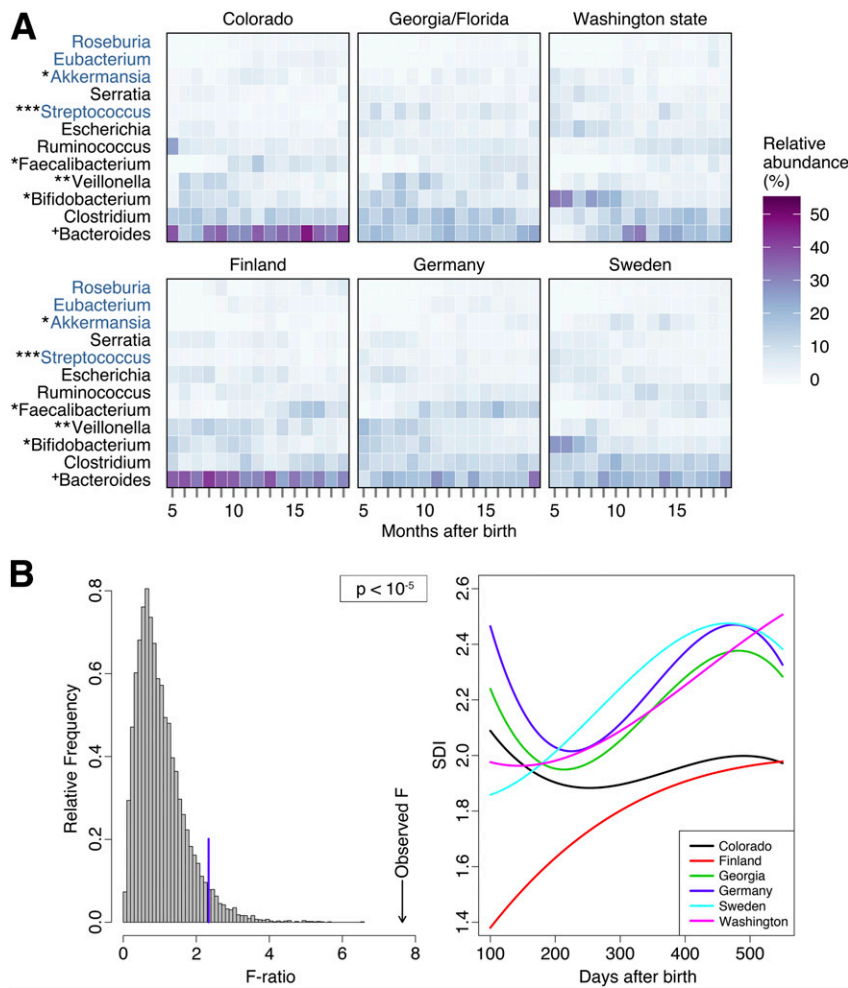 A
Colorado
Georgia/Florida
Washington state
Roseburia
Eubacterium
*Akkermansia
Serratia
***Streptococcus
Escherichia
Ruminococcus
*Faecalibacterium
**Veillonella
*Bifidobacterium
Clostridium
+Bacteroides
Relative
abundance
(%)
50
40
30
20
10
0
Finland
Germany
Sweden
Roseburia
Eubacterium
*Akkermansia
Serratia
***Streptococcus
Escherichia
Ruminococcus
*Faecalibacterium
**Veillonella
*Bifidobacterium
Clostridium
+Bacteroides
5 10 15 5 10 15 5 10 15
Months after birth
B
p < 10-5
Relative Frequency
0.8
0.6
0.4
0.2
0.0
Observed F
0 2 4 6 8
F-ratio
SDI
2.6
2.4
2.2
2.0
1.8
1.6
1.4
Colorado
Finland
Georgia
Germany
Sweden
Washington
100 200 300 400 500
Days after birth